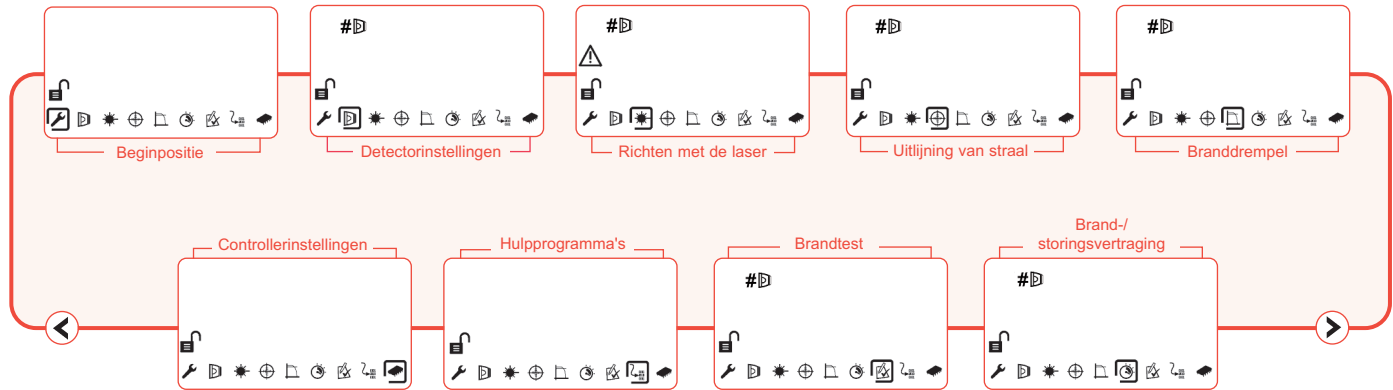 #
#
#
#
Beginpositie
Detectorinstellingen
Richten met de laser
Uitlijning van straal
Branddrempel
Controllerinstellingen
Hulpprogramma's
Brandtest
Brand-/
storingsvertraging
#
#